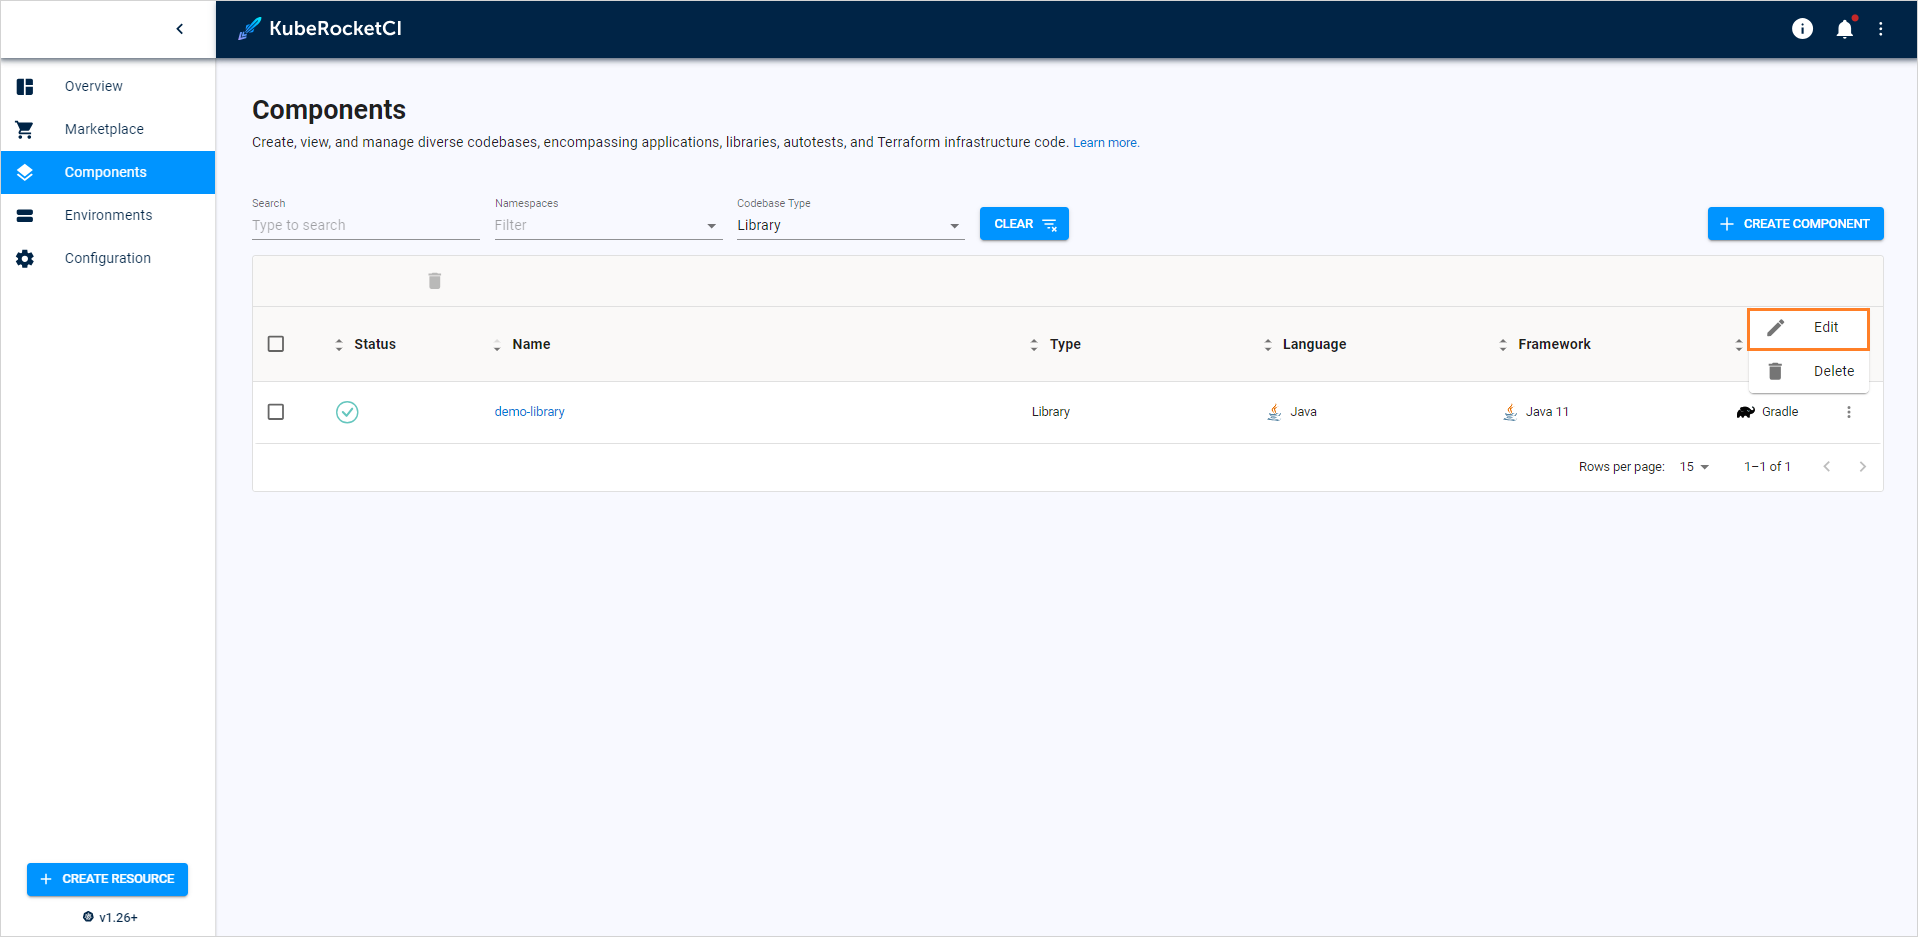 KubeRocketCI
Overview
Marketplace
Components
Environments
Configuration
CREATE RESOURCE
v1.26+
Components
Create, view, and manage diverse codebases, encompassing applications, libraries, autotests, and Terraform infrastructure code. Learn more.
Search
Type to search
Namespaces
Filter
Codebase Type
Library
CLEAR
CREATE COMPONENT
Status Name Type Language Framework
Edit
Delete
demo-library Library Java Java 11 Gradle
Rows per page: 15 1–1 of 1